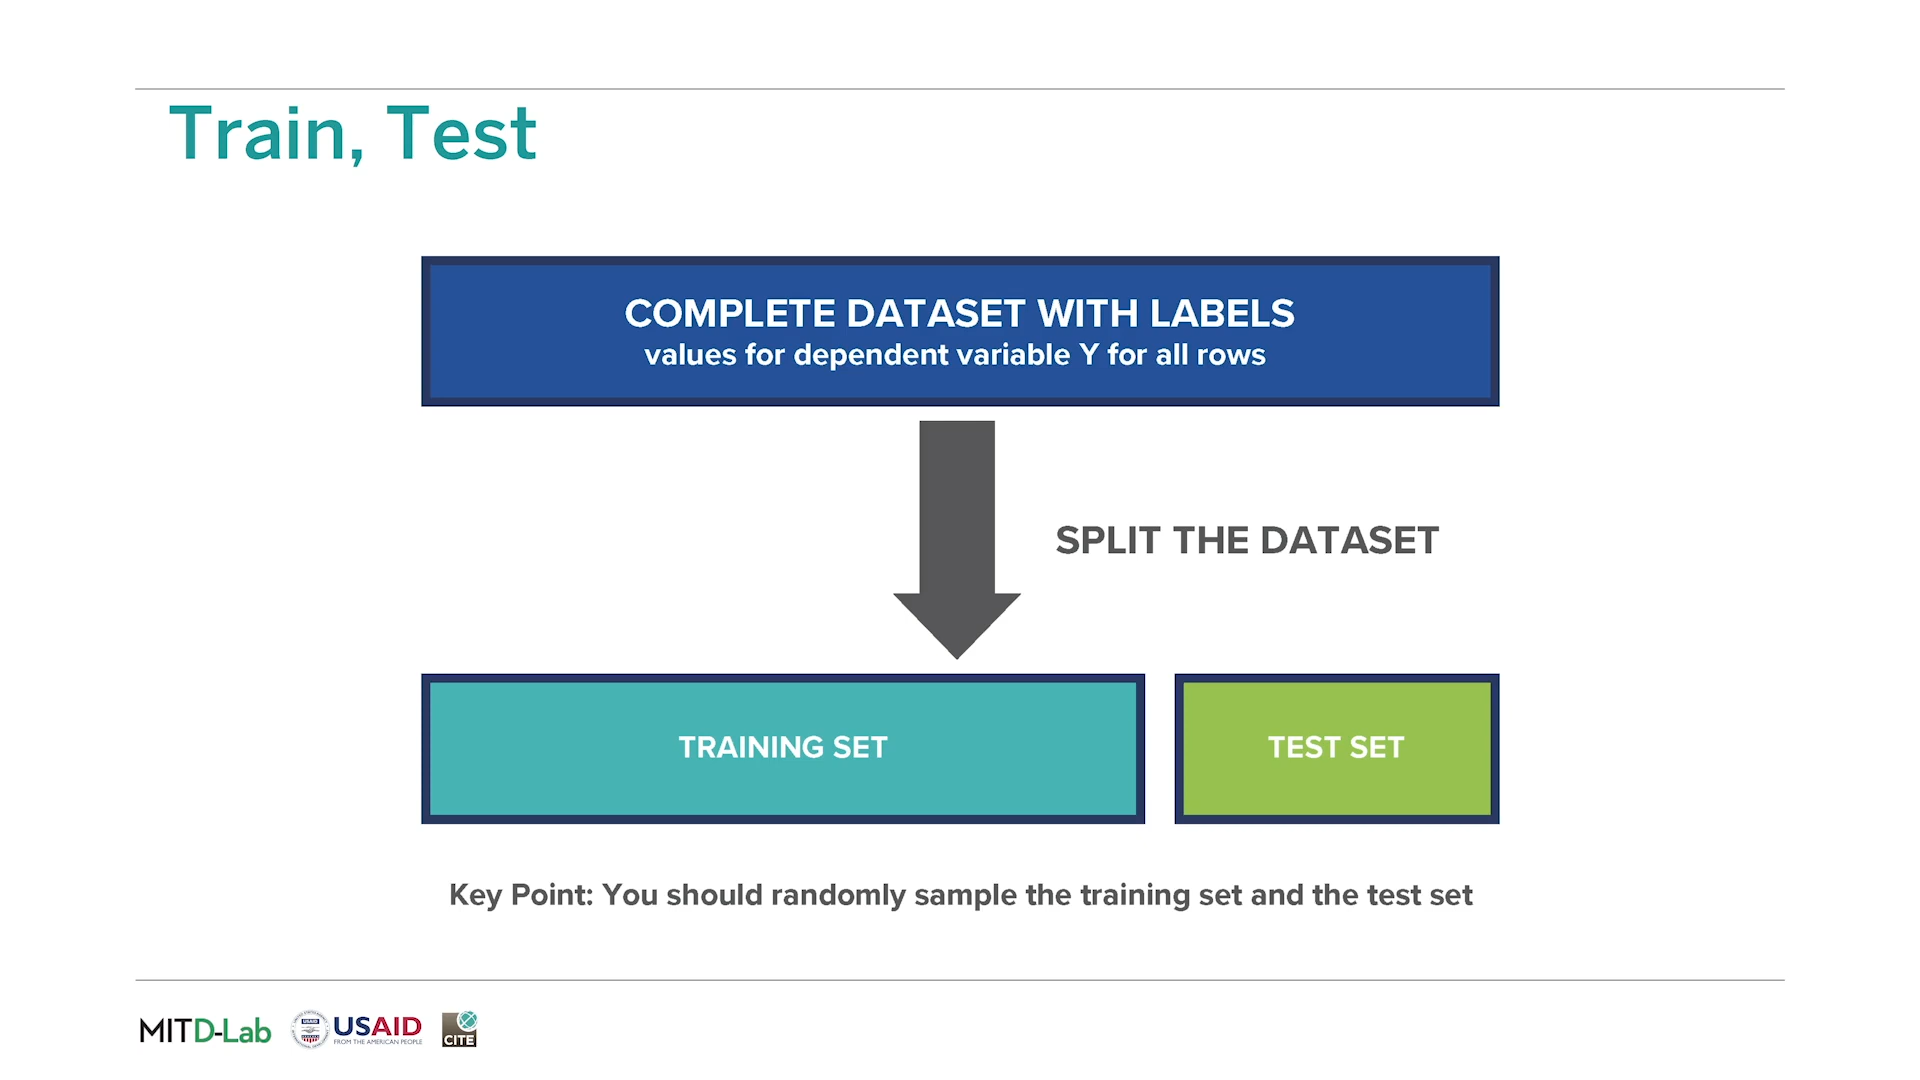 Train, Test
COMPLETE DATASET WITH LABELS
values for dependent variable Y for all rows
SPLIT THE DATASET
TRAINING SET
TEST SET
Key Point: You should randomly sample the training set and the test set
MIT D-Lab
USAID
FROM THE AMERICAN PEOPLE
CITE